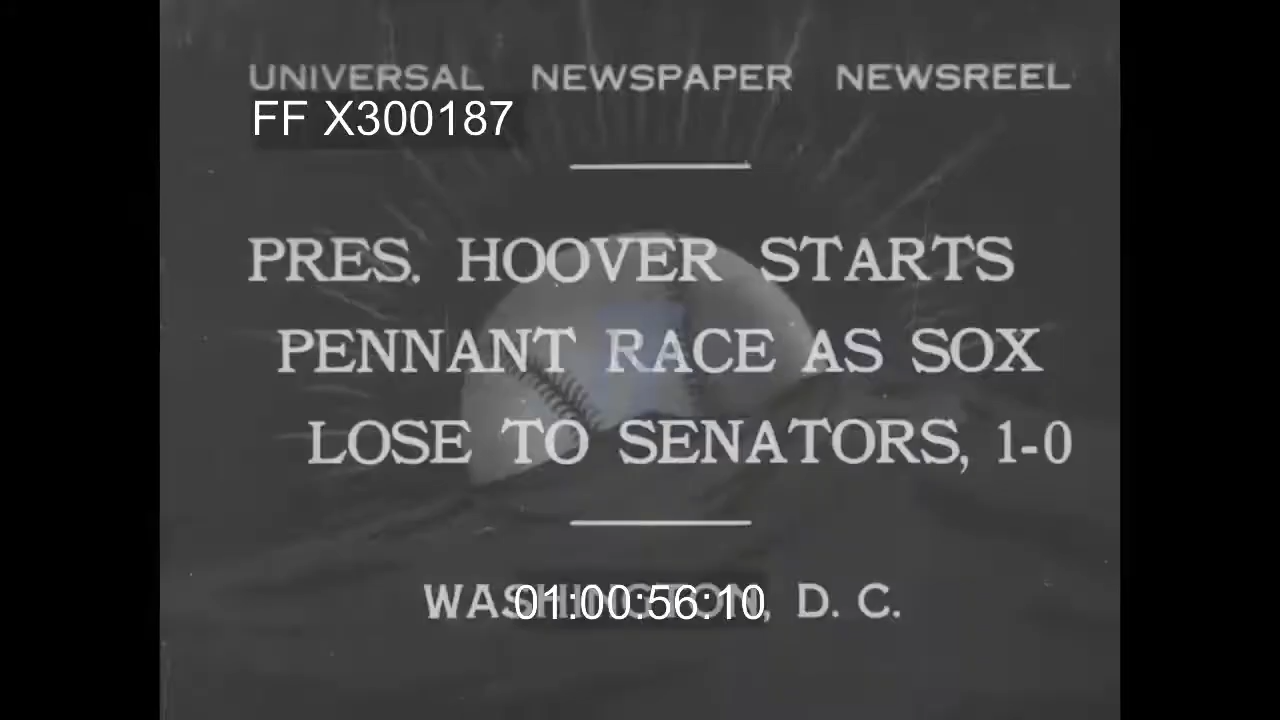 UNIVERSAL NEWSPAPER NEWSREEL
FF X300187
PRES. HOOVER STARTS
PENNANT RACE AS SOX
LOSE TO SENATORS, 1-0
WASHINGTON, D. C.
01:00:56:10